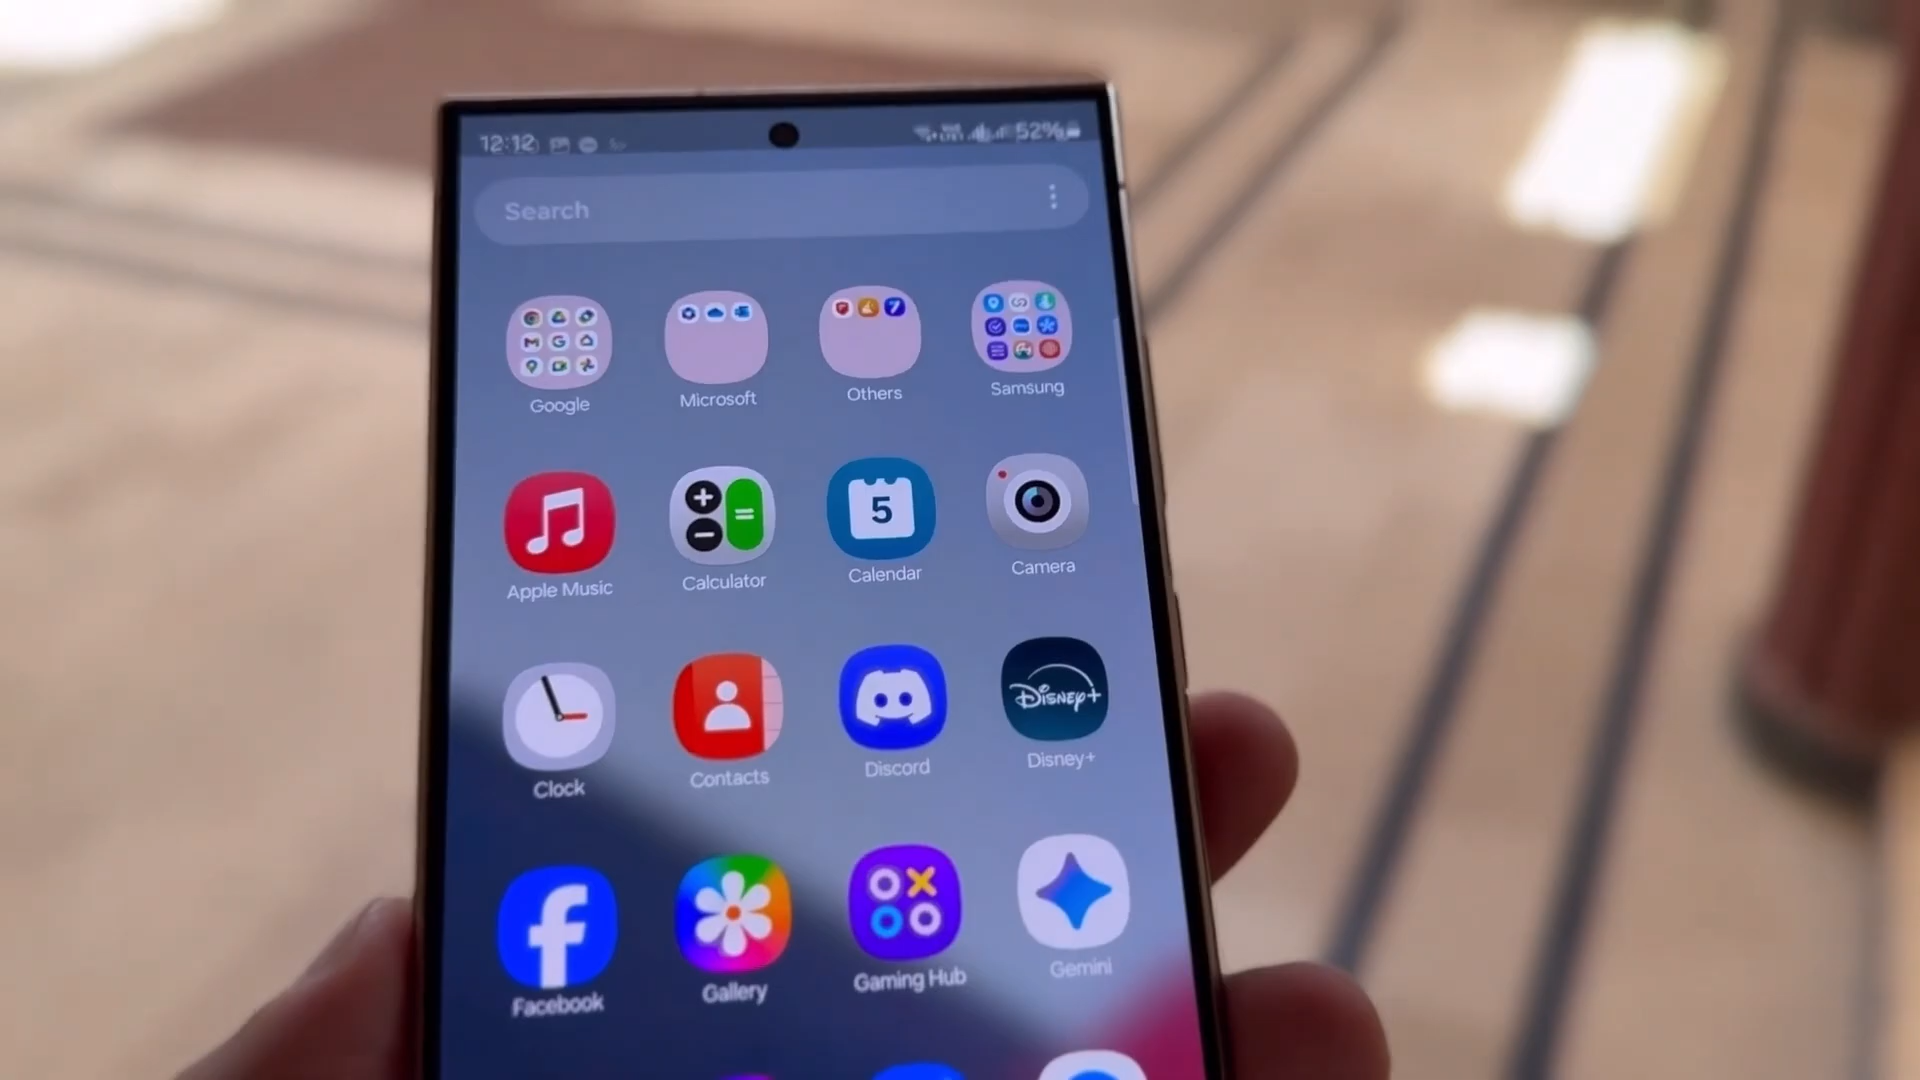 12:12 52%
Search
Google Microsoft Others Samsung
5
Apple Music Calculator Calendar Camera
Disney+
Clock Contacts Discord Disney+
Facebook Gallery Gaming Hub Gemini